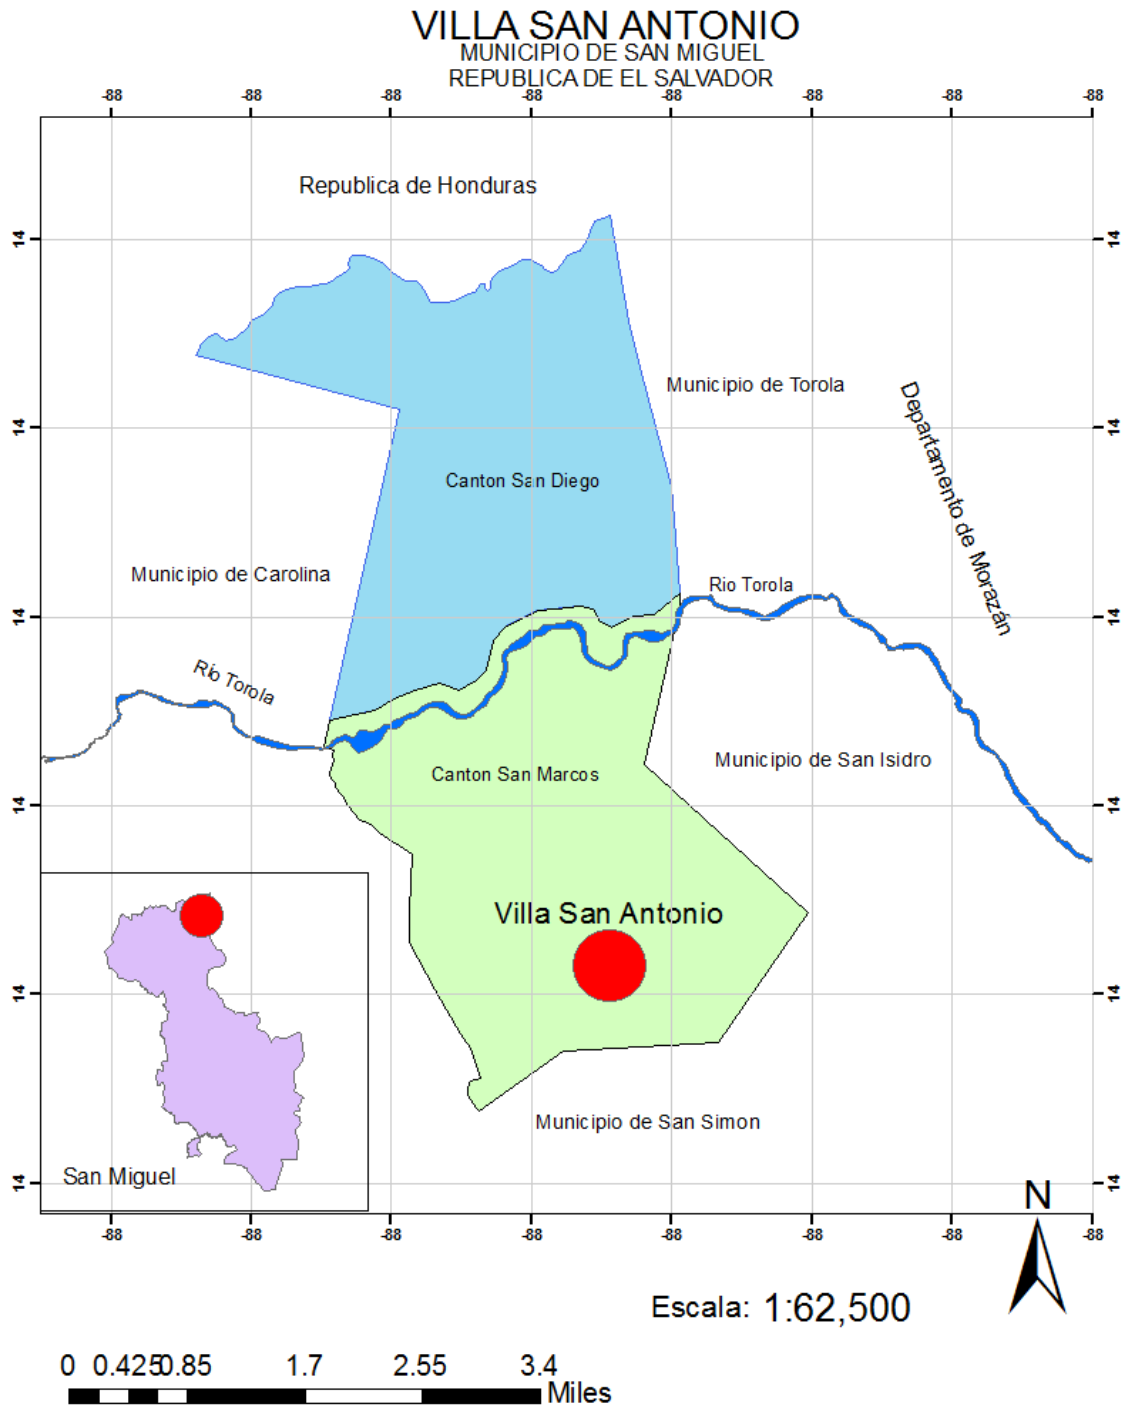 VILLA SAN ANTONIO
MUNICIPIO DE SAN MIGUEL
REPUBLICA DE EL SALVADOR
-88 -88 -88 -88 -88 -88 -88 -88
Republica de Honduras
14 14
Municipio de Torola
Departamento de Morazán
14 14
Canton San Diego
Municipio de Carolina
Rio Torola
14 14
Rio Torola
Municipio de San Isidro
Canton San Marcos
14 14
Villa San Antonio
14 14
Municipio de San Simon
San Miguel
14 14
N
-88 -88 -88 -88 -88 -88 -88 -88
Escala: 1:62,500
0 0.425 0.85 1.7 2.55 3.4
Miles